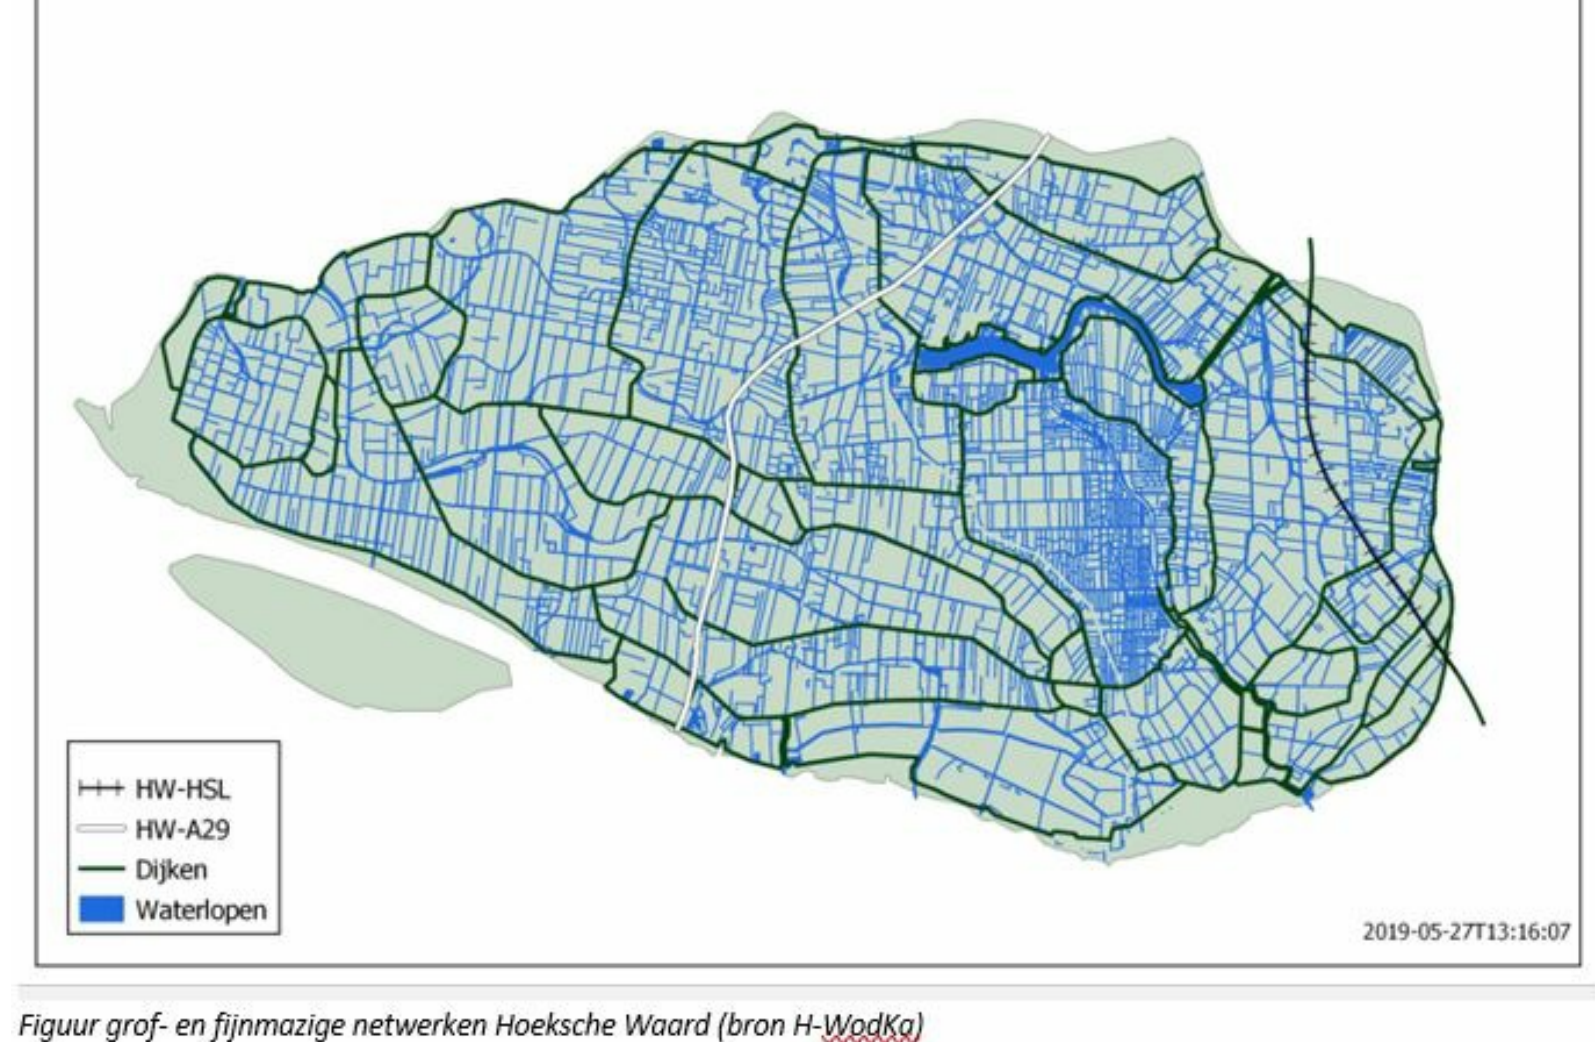 HW-HSL
HW-A29
Dijken
Waterlopen
2019-05-27T13:16:07
Figuur grof- en fijnmazige netwerken Hoeksche Waard (bron H-WodKa)